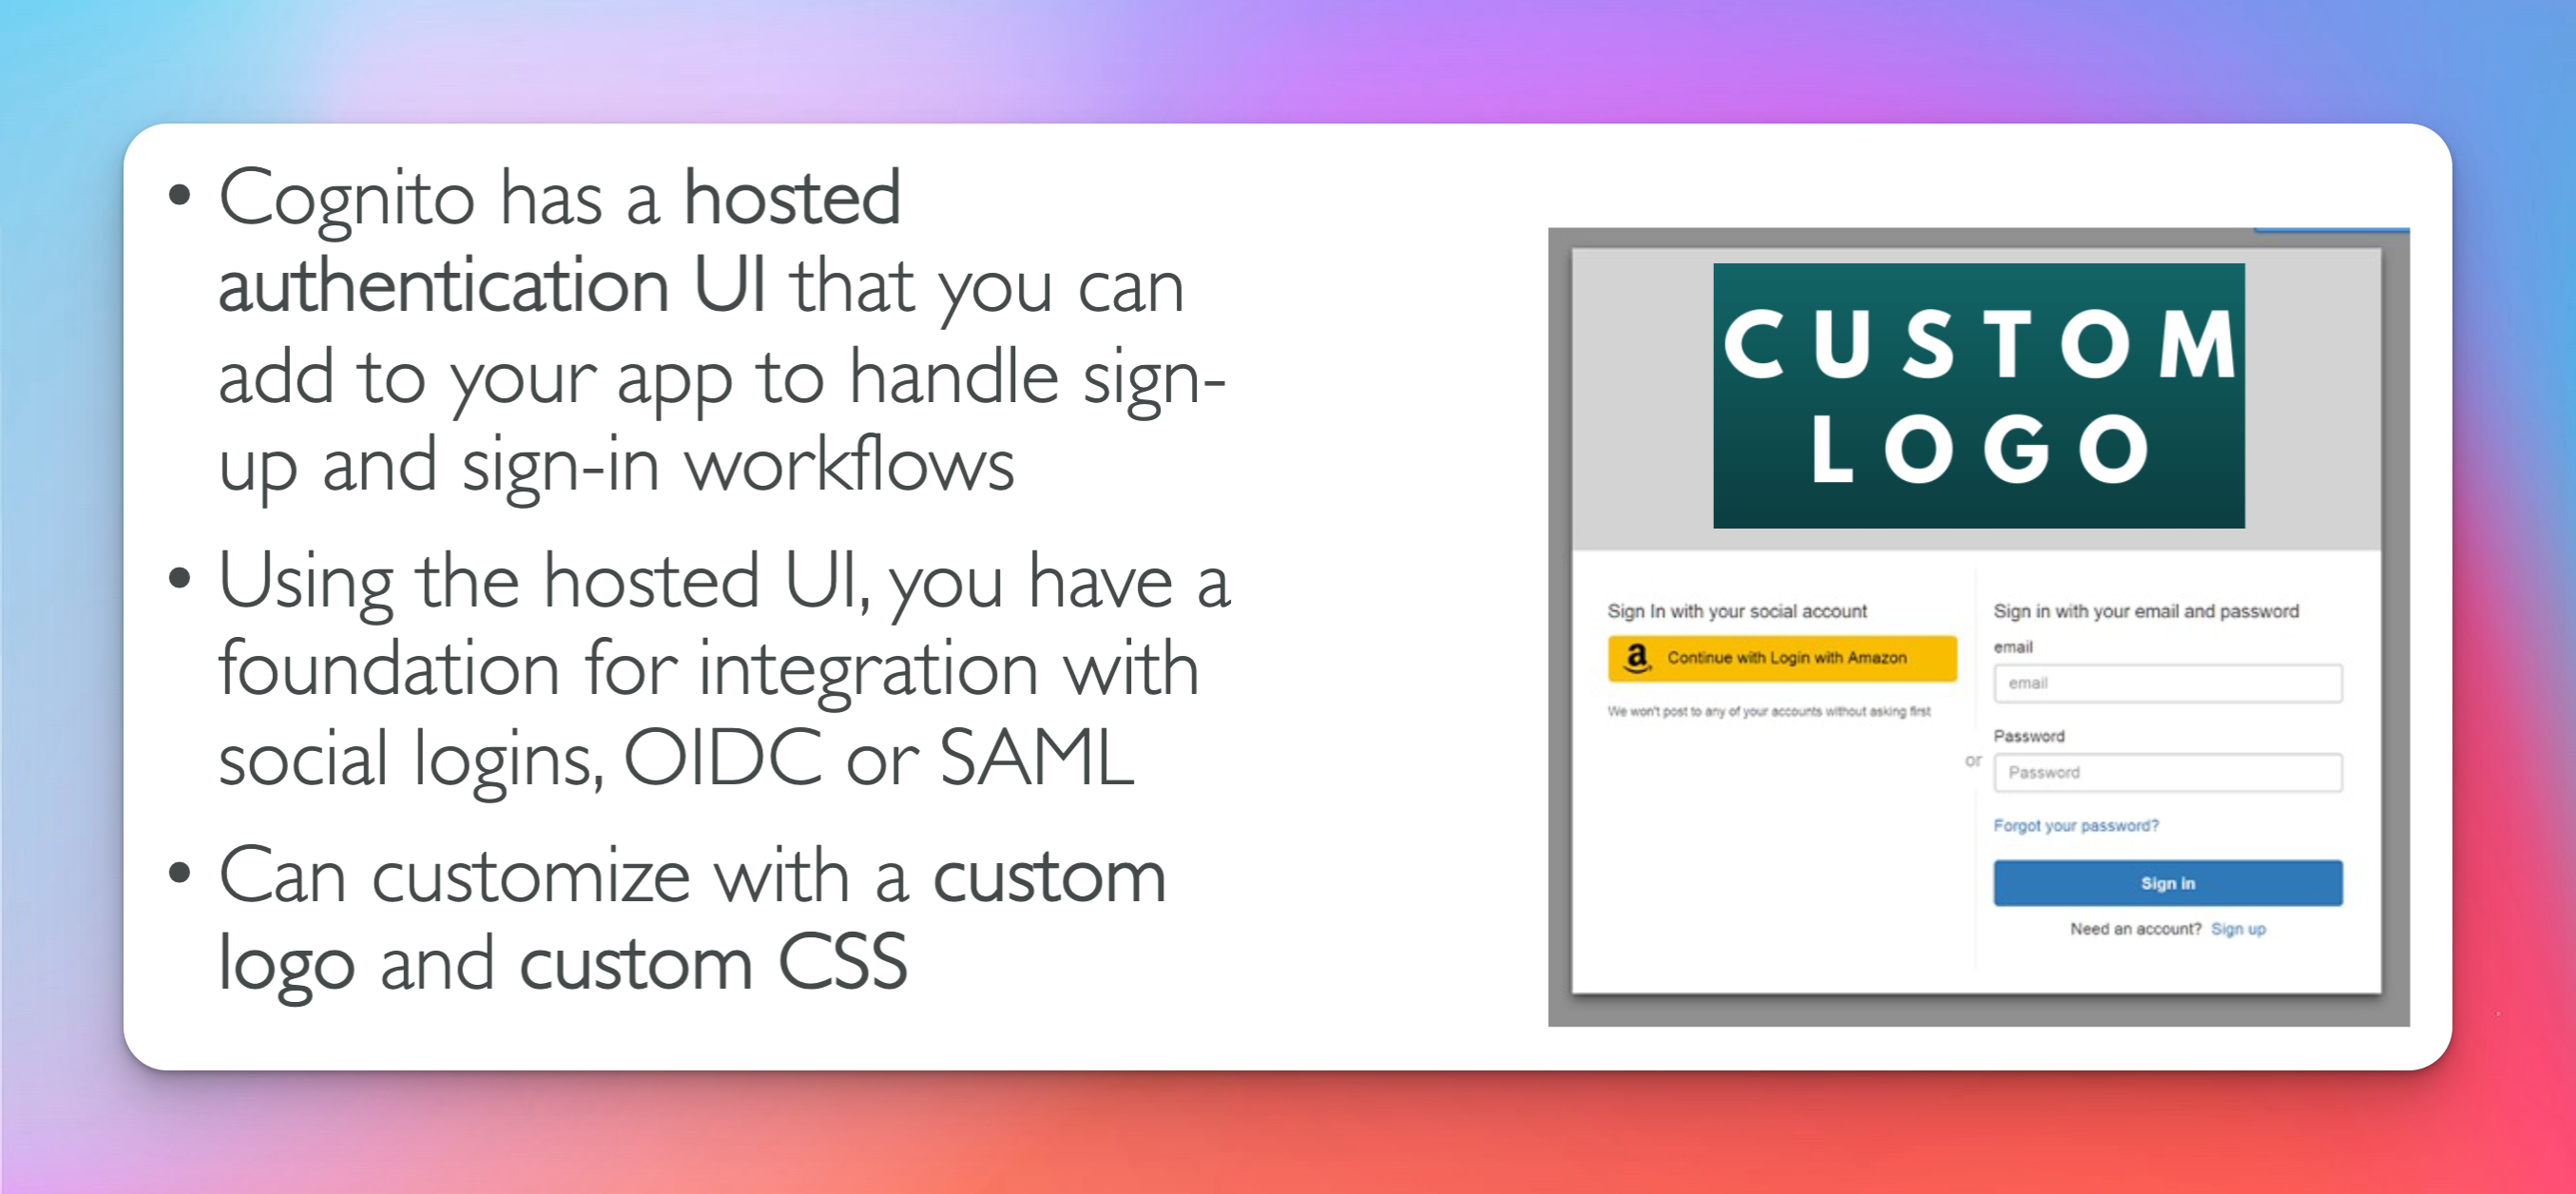 • Cognito has a hosted
authentication UI that you can
add to your app to handle sign-
up and sign-in workflows
• Using the hosted UI, you have a
foundation for integration with
social logins, OIDC or SAML
• Can customize with a custom
logo and custom CSS
CUSTOM
LOGO
Sign In with your social account
a Continue with Login with Amazon
We won't post to any of your accounts without asking first
or
Sign in with your email and password
email
email
Password
Password
Forgot your password?
Sign in
Need an account? Sign up